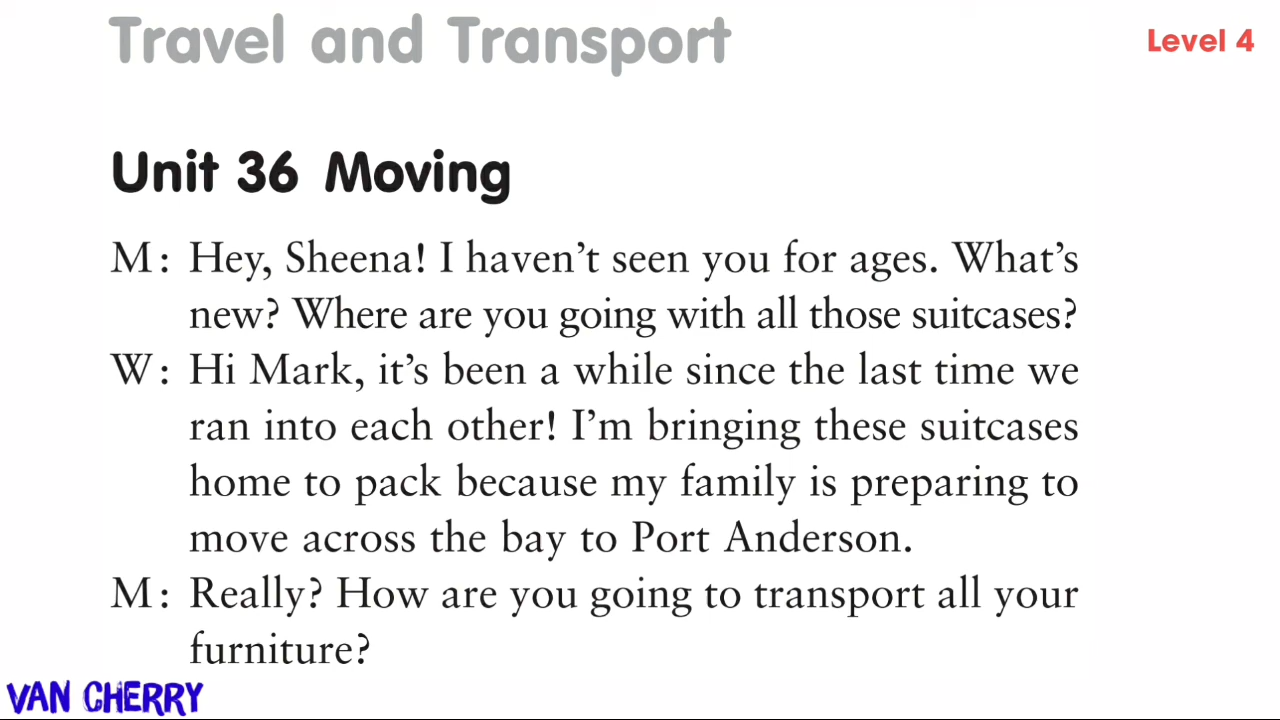 Travel and Transport
Level 4
Unit 36 Moving
M: Hey, Sheena! I haven't seen you for ages. What's
new? Where are you going with all those suitcases?
W: Hi Mark, it's been a while since the last time we
ran into each other! I'm bringing these suitcases
home to pack because my family is preparing to
move across the bay to Port Anderson.
M: Really? How are you going to transport all your
furniture?
VAN CHERRY